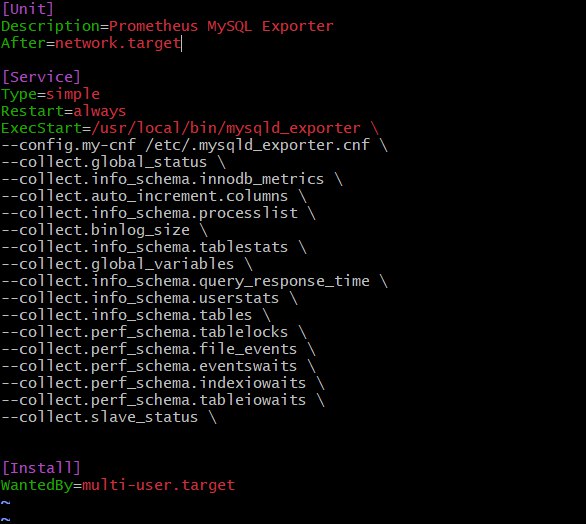 [Unit]
Description=Prometheus MySQL Exporter
After=network.target
[Service]
Type=simple
Restart=always
ExecStart=/usr/local/bin/mysqld_exporter \
--config.my-cnf /etc/.mysqld_exporter.cnf \
--collect.global_status \
--collect.info_schema.innodb_metrics \
--collect.auto_increment.columns \
--collect.info_schema.processlist \
--collect.binlog_size \
--collect.info_schema.tablestats \
--collect.global_variables \
--collect.info_schema.query_response_time \
--collect.info_schema.userstats \
--collect.info_schema.tables \
--collect.perf_schema.tablelocks \
--collect.perf_schema.file_events \
--collect.perf_schema.eventswaits \
--collect.perf_schema.indexiowaits \
--collect.perf_schema.tableiowaits \
--collect.slave_status \
[Install]
WantedBy=multi-user.target
~
~